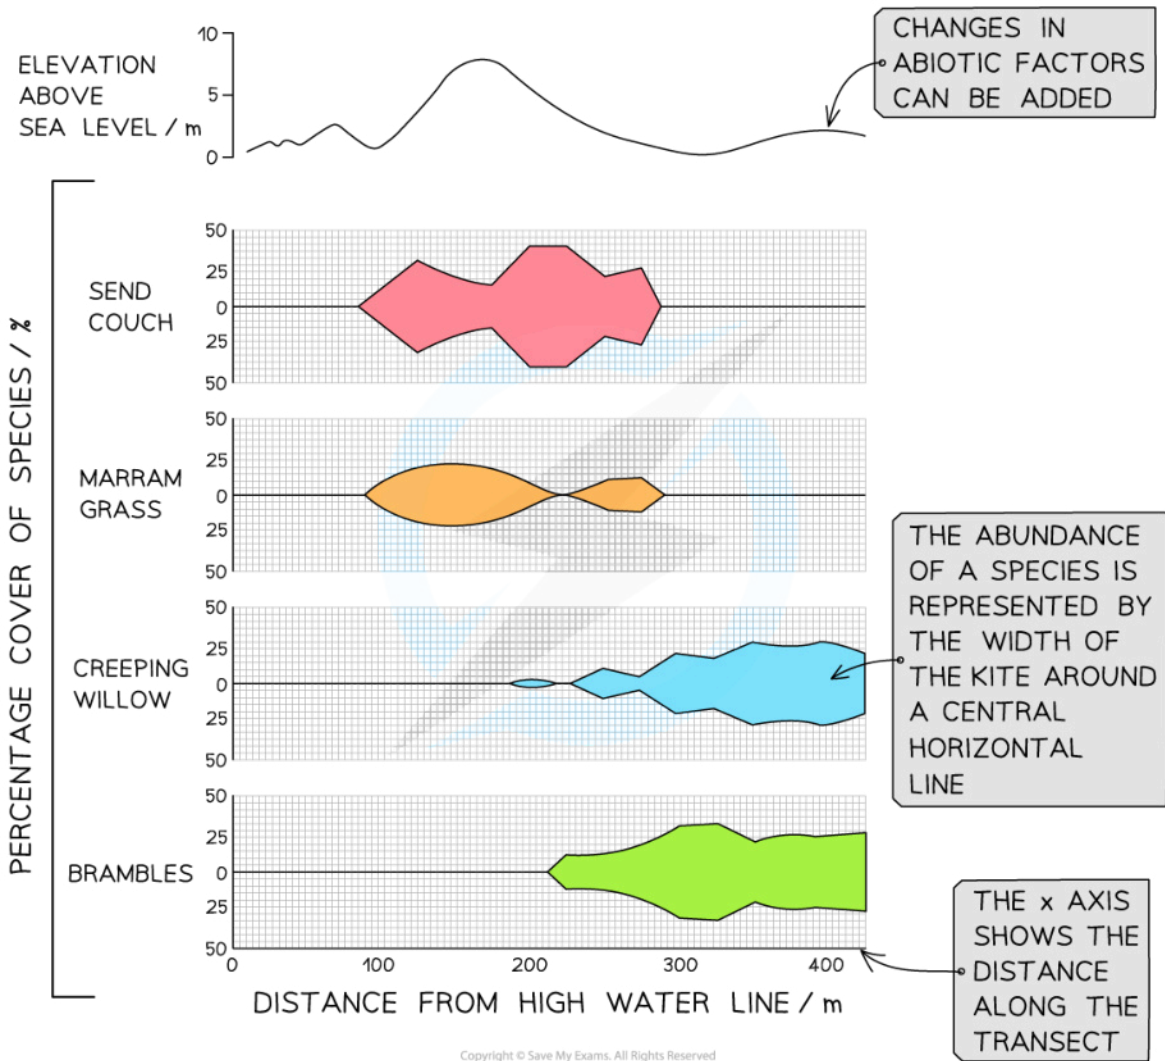 ELEVATION
ABOVE
SEA LEVEL / m
10
5
0
CHANGES IN
ABIOTIC FACTORS
CAN BE ADDED
PERCENTAGE COVER OF SPECIES / %
SEND
COUCH
50
25
0
25
50
MARRAM
GRASS
50
25
0
25
50
CREEPING
WILLOW
50
25
0
25
50
THE ABUNDANCE
OF A SPECIES IS
REPRESENTED BY
THE WIDTH OF
THE KITE AROUND
A CENTRAL
HORIZONTAL
LINE
BRAMBLES
50
25
0
25
50
0 100 200 300 400
DISTANCE FROM HIGH WATER LINE / m
THE x AXIS
SHOWS THE
DISTANCE
ALONG THE
TRANSECT
Copyright © Save My Exams. All Rights Reserved